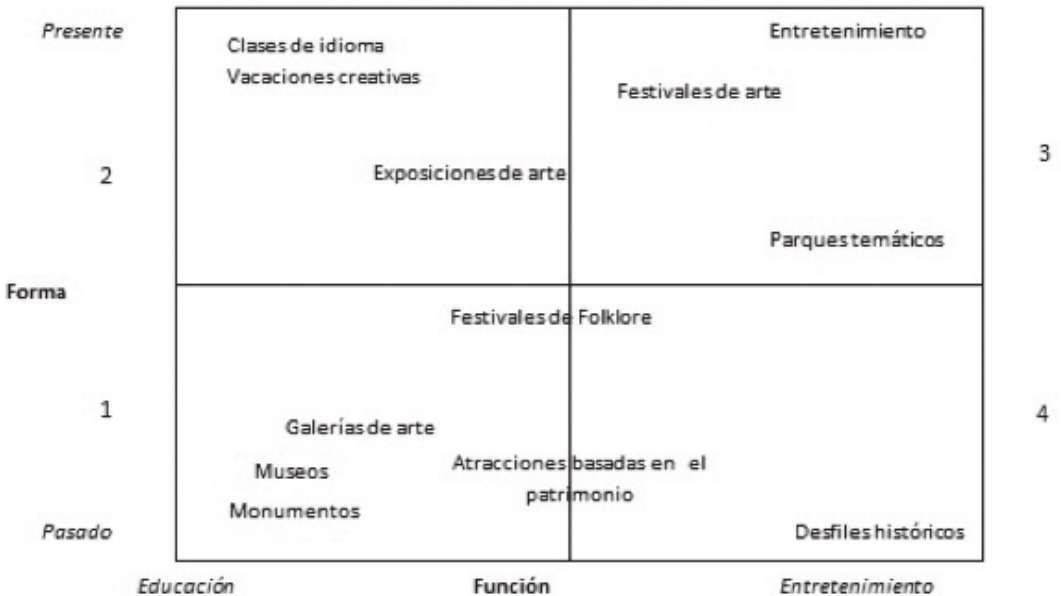 Presente
Clases de idioma
Entretenimiento
Vacaciones creativas
Festivales de arte
3
2
Exposiciones de arte
Parques temáticos
Forma
Festivales de Folklore
1
4
Galerías de arte
Museos
Atracciones basadas en el
patrimonio
Monumentos
Pasado
Desfiles históricos
Educación
Función
Entretenimiento